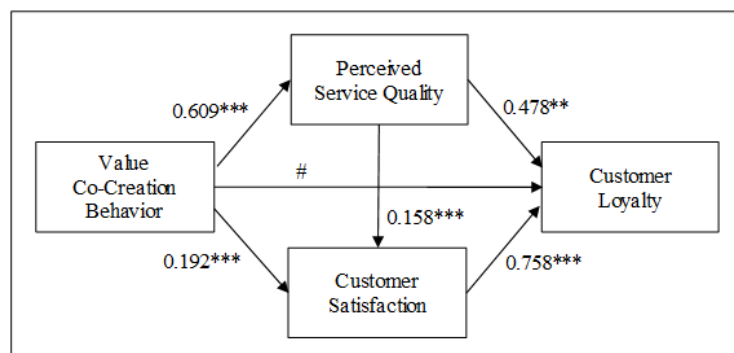 Perceived
Service Quality
0.609***
0.478**
Value
Co-Creation
Behavior
#
Customer
Loyalty
0.158***
0.192***
0.758***
Customer
Satisfaction